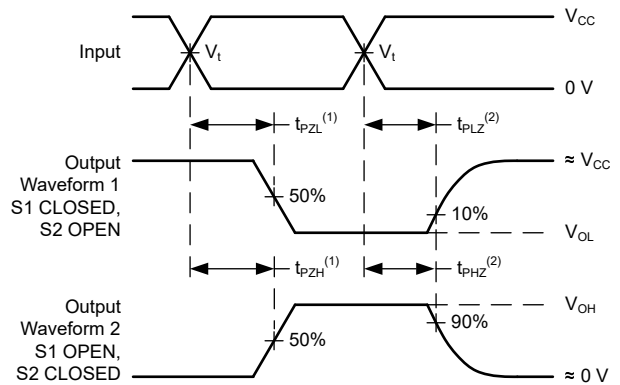 V_CC
Input
V_t
V_t
0 V
t_PZL^(1)
t_PLZ^(2)
Output
Waveform 1
S1 CLOSED,
S2 OPEN
≈ V_CC
50%
10%
V_OL
t_PZH^(1)
t_PHZ^(2)
Output
Waveform 2
S1 OPEN,
S2 CLOSED
V_OH
90%
50%
≈ 0 V